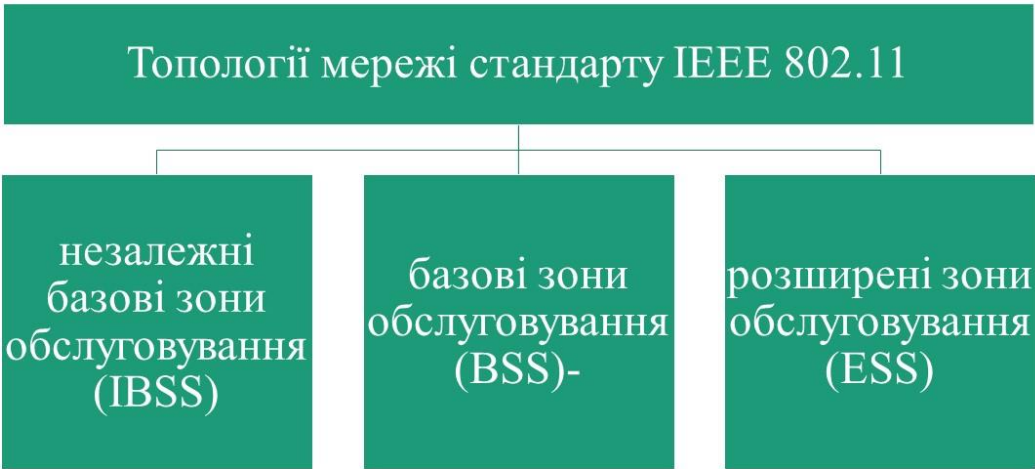 Топології мережі стандарту IEEE 802.11
незалежні
базові зони
обслуговування
(IBSS)
базові зони
обслуговування
(BSS)-
розширені зони
обслуговування
(ESS)